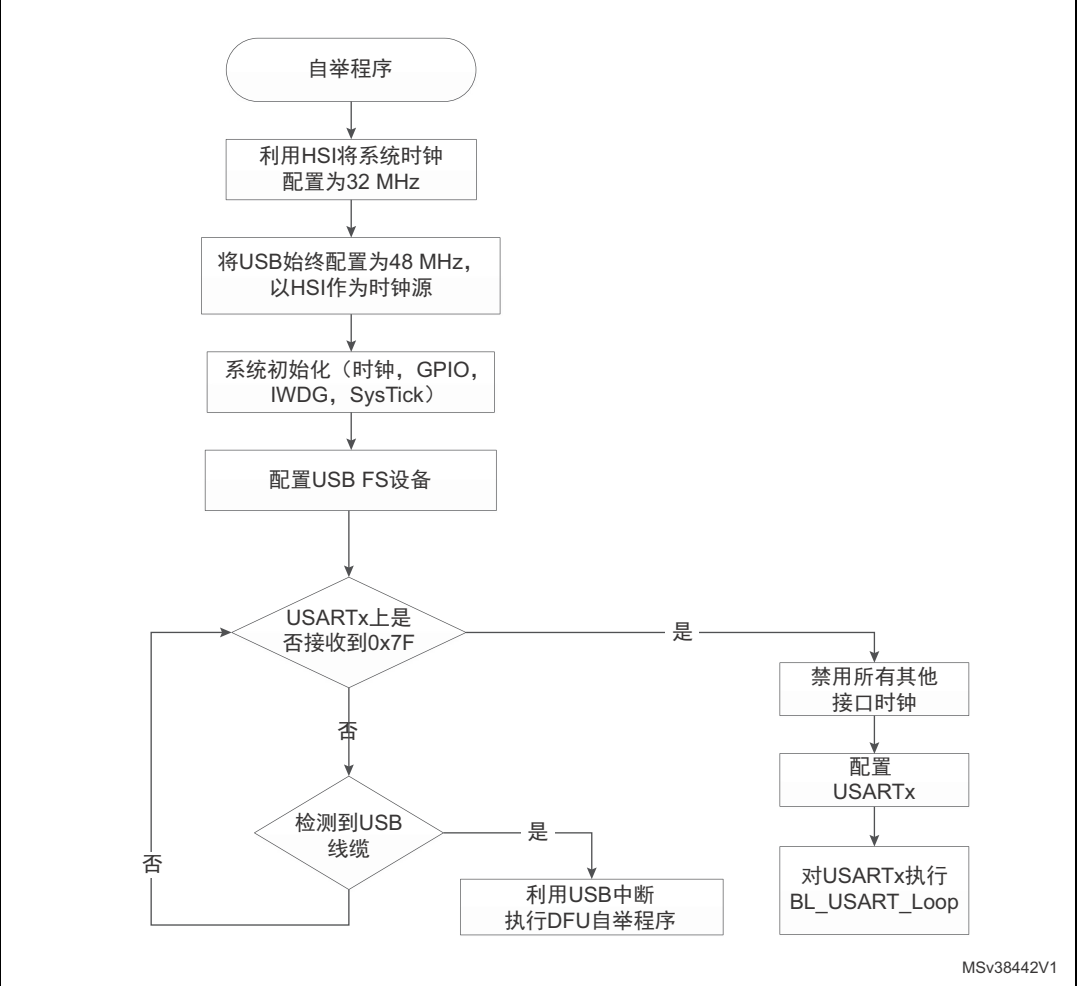 自举程序
利用HSI将系统时钟
配置为32 MHz
将USB始终配置为48 MHz，
以HSI作为时钟源
系统初始化（时钟，GPIO，
IWDG，SysTick）
配置USB FS设备
USARTx上是
否接收到0x7F
是
禁用所有其他
接口时钟
否
配置
USARTx
检测到USB
线缆
是
否
对USARTx执行
BL_USART_Loop
利用USB中断
执行DFU自举程序
MSv38442V1